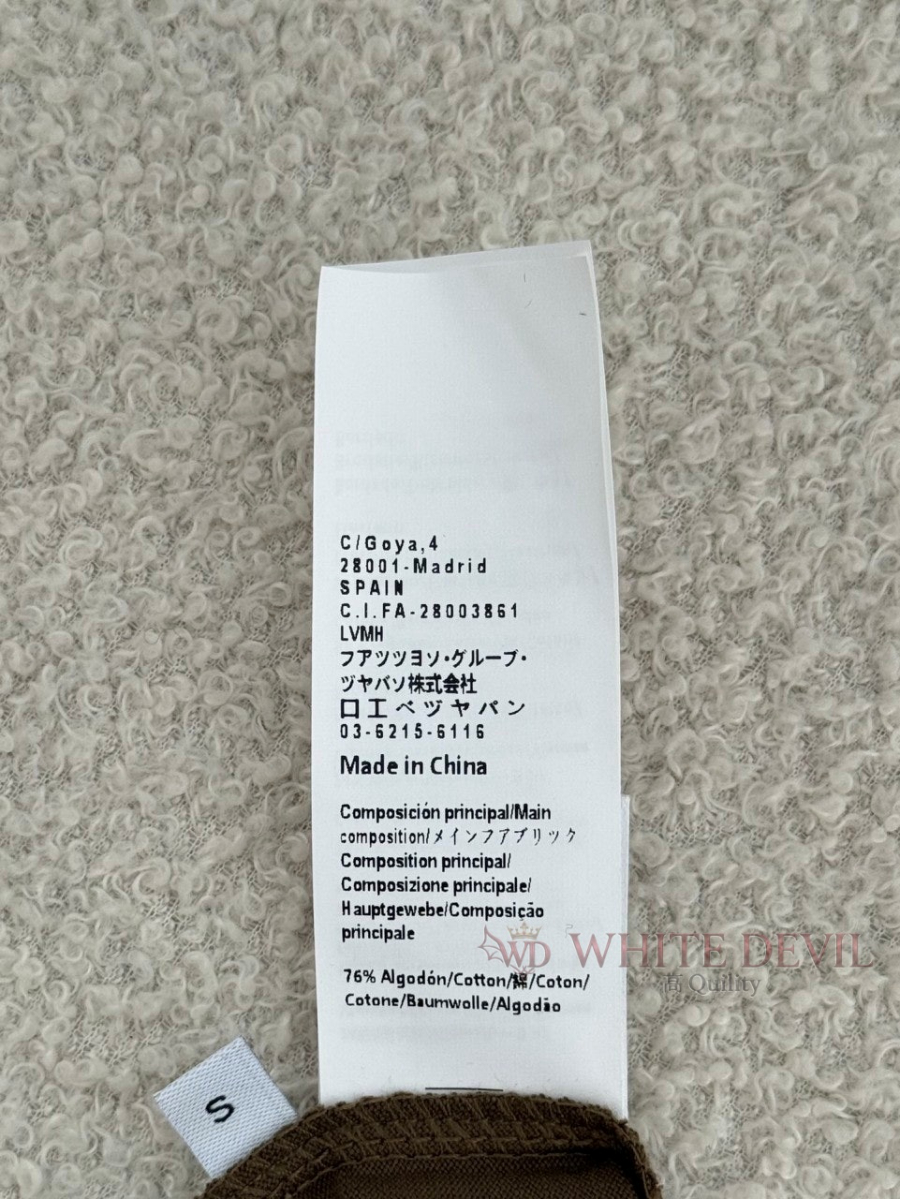 C/Goya,4
28001-Madrid
SPAIN
C.I.FA-28003861
LVMH
フアツツヨソ・グルーブ・
ヅヤバソ株式会社
口工ベヅヤバン
03-6215-6116
Made in China
Composición principal/Main
composition/メインフアブリック
Composition principal/
Composizione principale/
Hauptgewebe/Composição
principale
76% Algodón/Cotton/綿/Coton/
Cotone/Baumwolle/Algodão
WD WHITE DEVIL
高 Quility
S